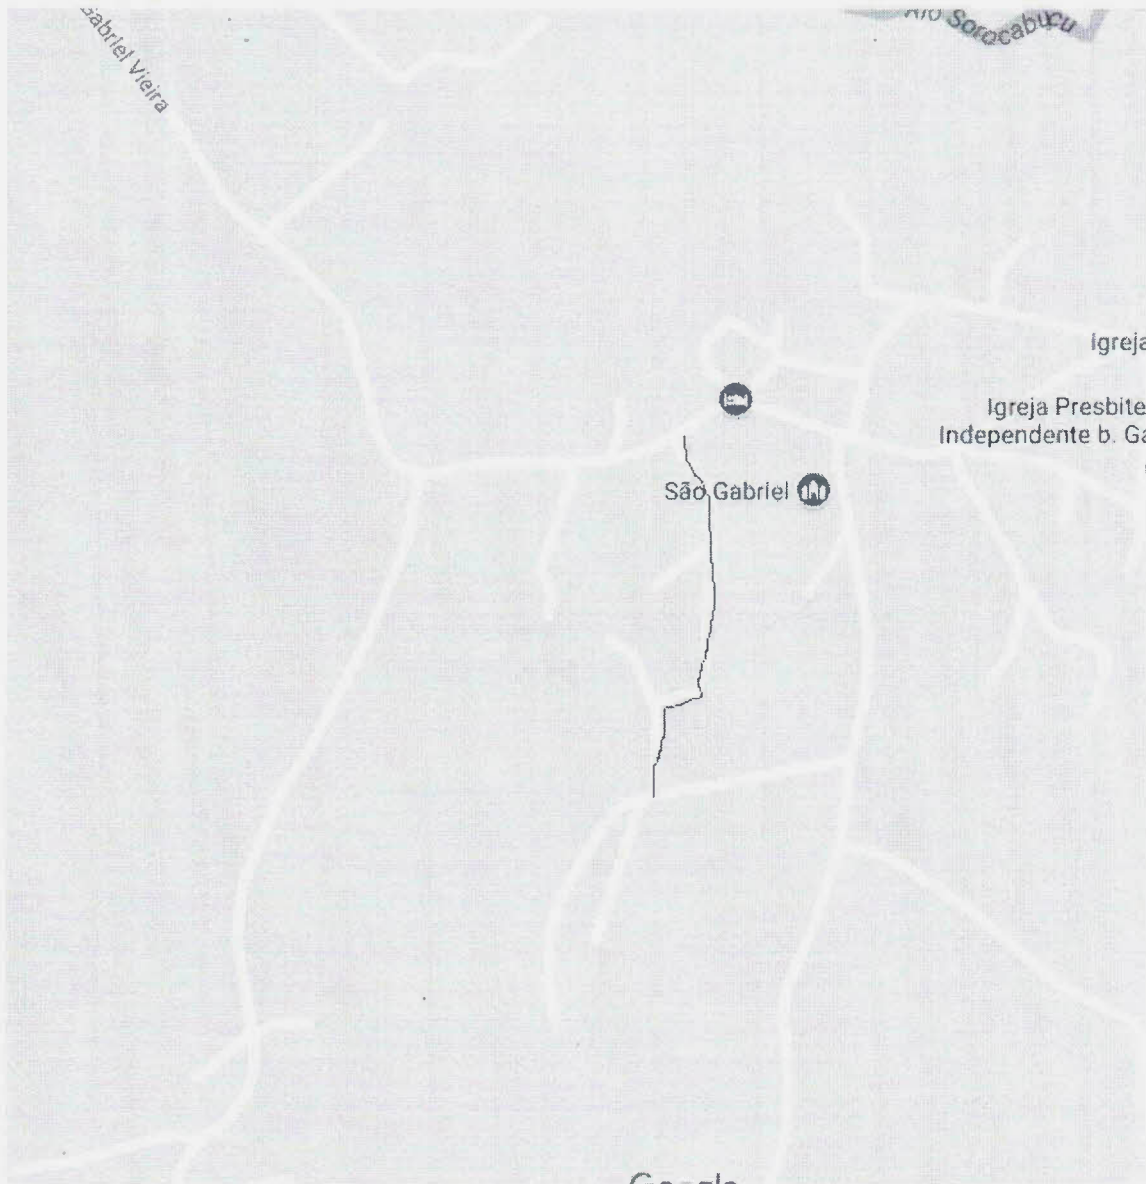 Gabriel Vieira
Rio Sorocabuçu
Igreja
Igreja Presbite
Independente b. Ga
São Gabriel
Google